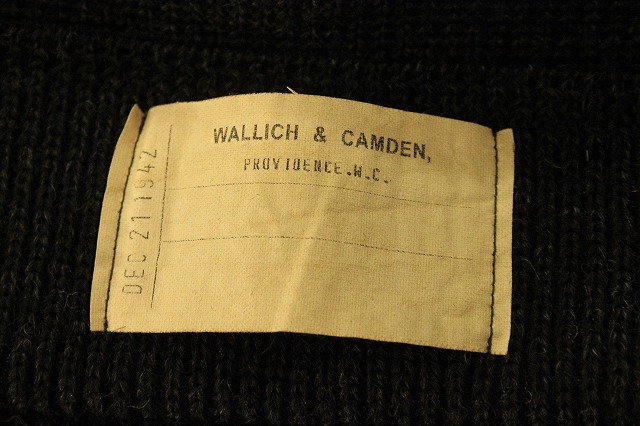 WALLICH & CAMDEN,
PROVIDENCE.W.C.
DEC 21 1942